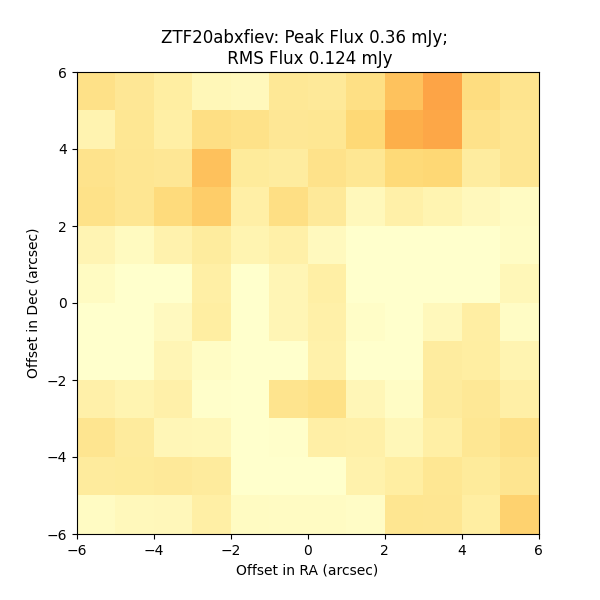 ZTF20abxfiev: Peak Flux 0.36 mJy;
RMS Flux 0.124 mJy
6
4
2
0
−2
−4
−6
Offset in Dec (arcsec)
−6 −4 −2 0 2 4 6
Offset in RA (arcsec)